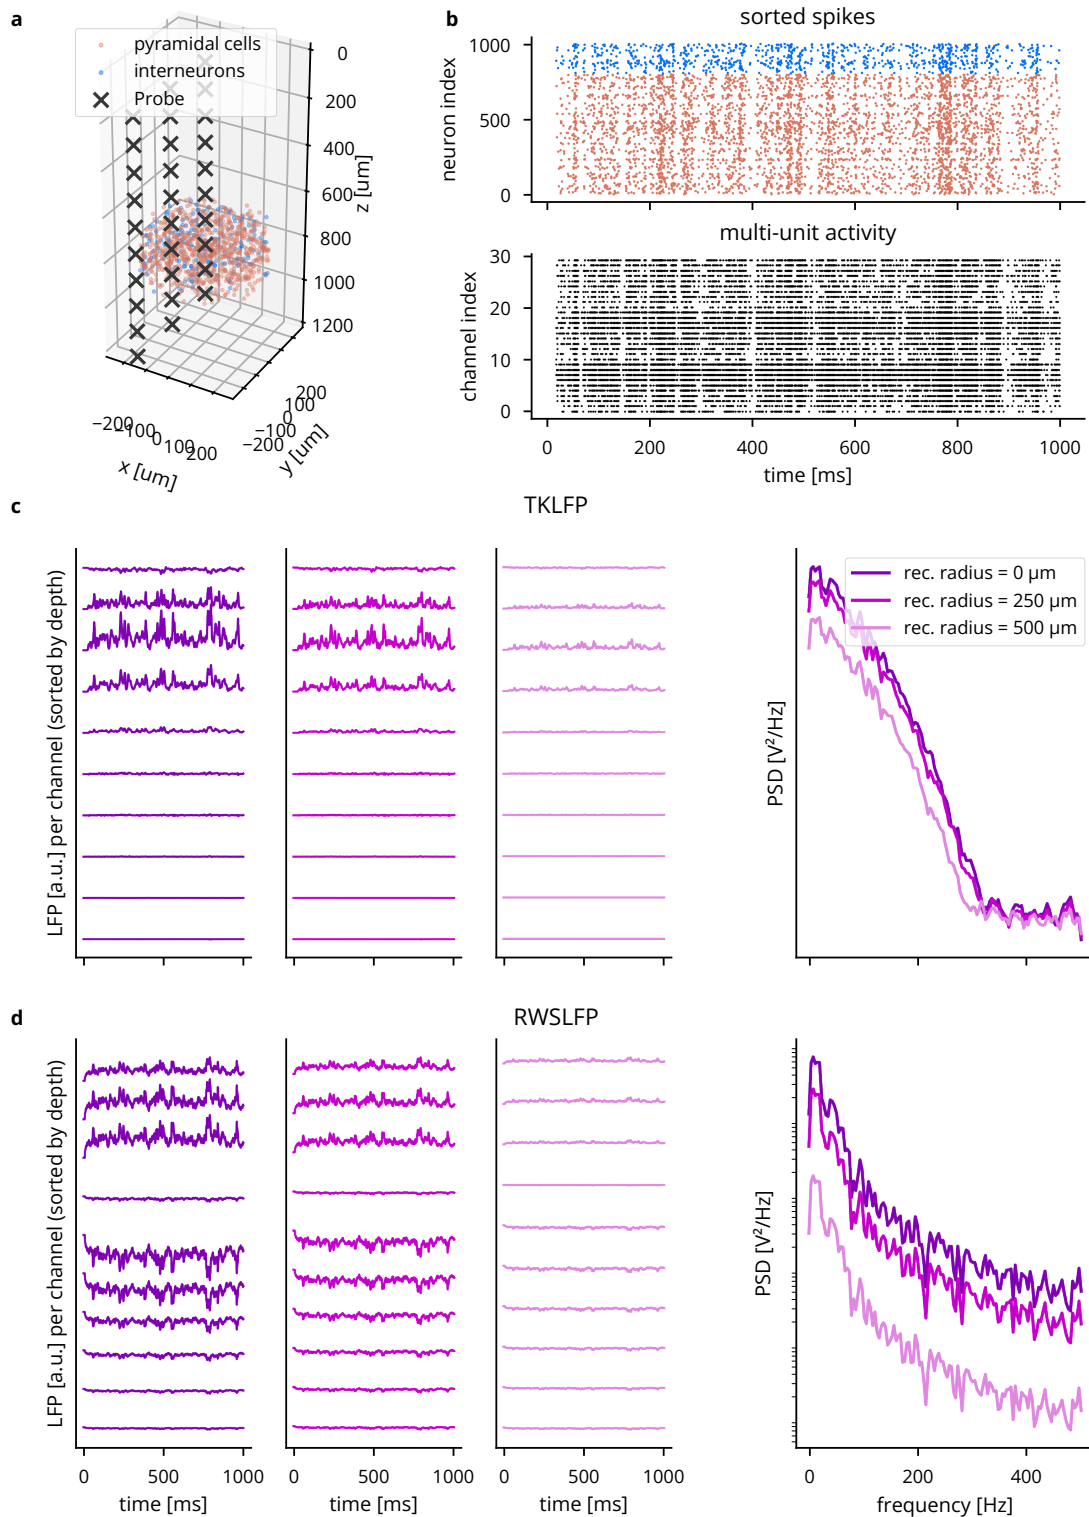 a
pyramidal cells
interneurons
Probe
0
200
400
600
800
1000
1200
z [um]
−200
−100
0
100
200
x [um]
−200
−100
0
100
200
y [um]
b
sorted spikes
1000
500
0
neuron index
multi-unit activity
30
20
10
0
channel index
0
200
400
600
800
1000
time [ms]
c
TKLFP
LFP [a.u.] per channel (sorted by depth)
PSD [V²/Hz]
rec. radius = 0 µm
rec. radius = 250 µm
rec. radius = 500 µm
d
RWSLFP
LFP [a.u.] per channel (sorted by depth)
0
500
1000
time [ms]
0
500
1000
time [ms]
0
500
1000
time [ms]
PSD [V²/Hz]
0
200
400
frequency [Hz]